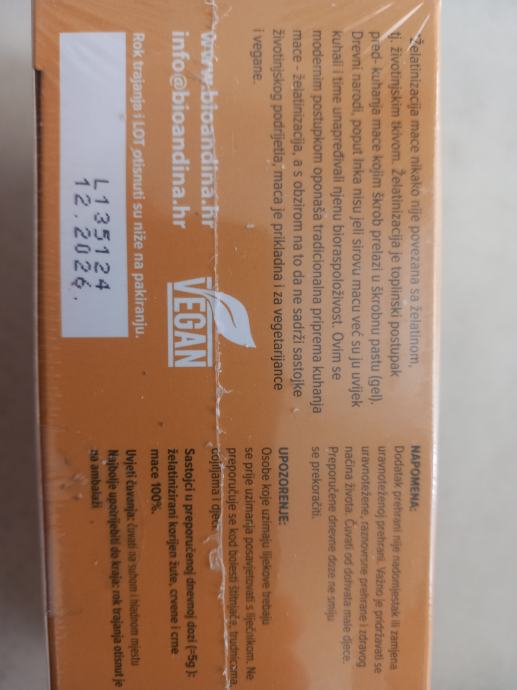 Želatinizacija mace nikako nije povezana sa želatinom,
tj. životinjskim tkivom. Želatinizacija je toplinski postupak
pred- kuhanja mace kojim škrob prelazi u škrobnu pastu (gel).
Drevni narodi, poput Inka nisu jeli sirovu macu već su ju uvijek
kuhali i time unapređivali njenu bioraspoloživost. Ovim se
modernim postupkom oponaša tradicionalna priprema kuhanja
mace - želatinizacija, a s obzirom na to da ne sadrži sastojke
životinjskog podrijetla, maca je prikladna i za vegetarijance
i vegane.
www.bioandina.hr
info@bioandina.hr
VEGAN
Rok trajanja i LOT otisnuti su niže na pakiranju.
L135124
12.2026.
NAPOMENA:
Dodatak prehrani nije nadomjestak ili zamjena
uravnoteženoj prehrani. Važno je pridržavati se
uravnotežene, raznovrsne prehrane i zdravog
načina života. Čuvati od dohvata male djece.
Preporučene dnevne doze ne smiju
se prekoračiti.
UPOZORENJE:
Osobe koje uzimaju lijekove trebaju
se prije uzimanja posavjetovati s liječnikom. Ne
preporučuje se kod bolesti štitnjače, trudnicama,
dojiljama i djeci.
Sastojci u preporučenoj dnevnoj dozi (=5g ):
želatinizirani korijen žute, crvene i crne
mace 100%.
Uvjeti čuvanja: čuvati na suhom i hladnom mjestu
Najbolje upotrijebiti do kraja: rok trajanja otisnut je
na ambalaži